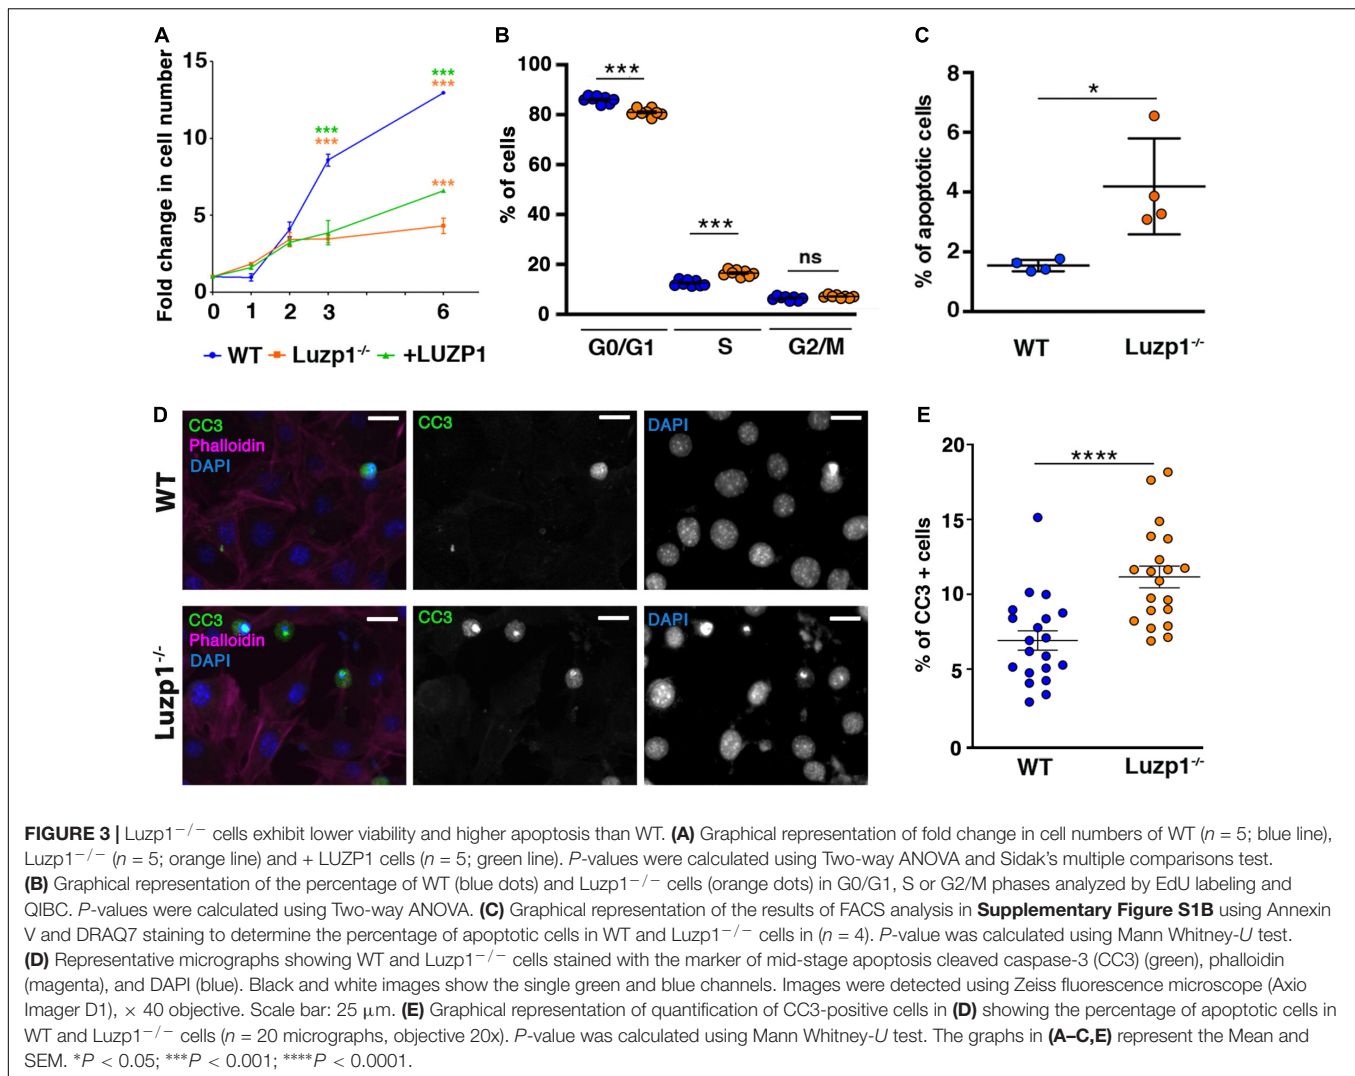 A
Fold change in cell number
15
10
5
0
0 1 2 3 6
***
***
***
***
***
WT Luzp1-/- +LUZP1
B
% of cells
100
80
60
40
20
0
***
***
ns
G0/G1 S G2/M
C
% of apoptotic cells
8
6
4
2
0
*
WT Luzp1-/-
D
WT
CC3
Phalloidin
DAPI
CC3
DAPI
Luzp1-/-
CC3
Phalloidin
DAPI
CC3
DAPI
E
% of CC3 + cells
20
15
10
5
0
****
WT Luzp1-/-
FIGURE 3 | Luzp1−/− cells exhibit lower viability and higher apoptosis than WT. (A) Graphical representation of fold change in cell numbers of WT (n = 5; blue line),
Luzp1−/− (n = 5; orange line) and + LUZP1 cells (n = 5; green line). P-values were calculated using Two-way ANOVA and Sidak's multiple comparisons test.
(B) Graphical representation of the percentage of WT (blue dots) and Luzp1−/− cells (orange dots) in G0/G1, S or G2/M phases analyzed by EdU labeling and
QIBC. P-values were calculated using Two-way ANOVA. (C) Graphical representation of the results of FACS analysis in Supplementary Figure S1B using Annexin
V and DRAQ7 staining to determine the percentage of apoptotic cells in WT and Luzp1−/− cells in (n = 4). P-value was calculated using Mann Whitney-U test.
(D) Representative micrographs showing WT and Luzp1−/− cells stained with the marker of mid-stage apoptosis cleaved caspase-3 (CC3) (green), phalloidin
(magenta), and DAPI (blue). Black and white images show the single green and blue channels. Images were detected using Zeiss fluorescence microscope (Axio
Imager D1), × 40 objective. Scale bar: 25 μm. (E) Graphical representation of quantification of CC3-positive cells in (D) showing the percentage of apoptotic cells in
WT and Luzp1−/− cells (n = 20 micrographs, objective 20x). P-value was calculated using Mann Whitney-U test. The graphs in (A–C,E) represent the Mean and
SEM. *P < 0.05; ***P < 0.001; ****P < 0.0001.